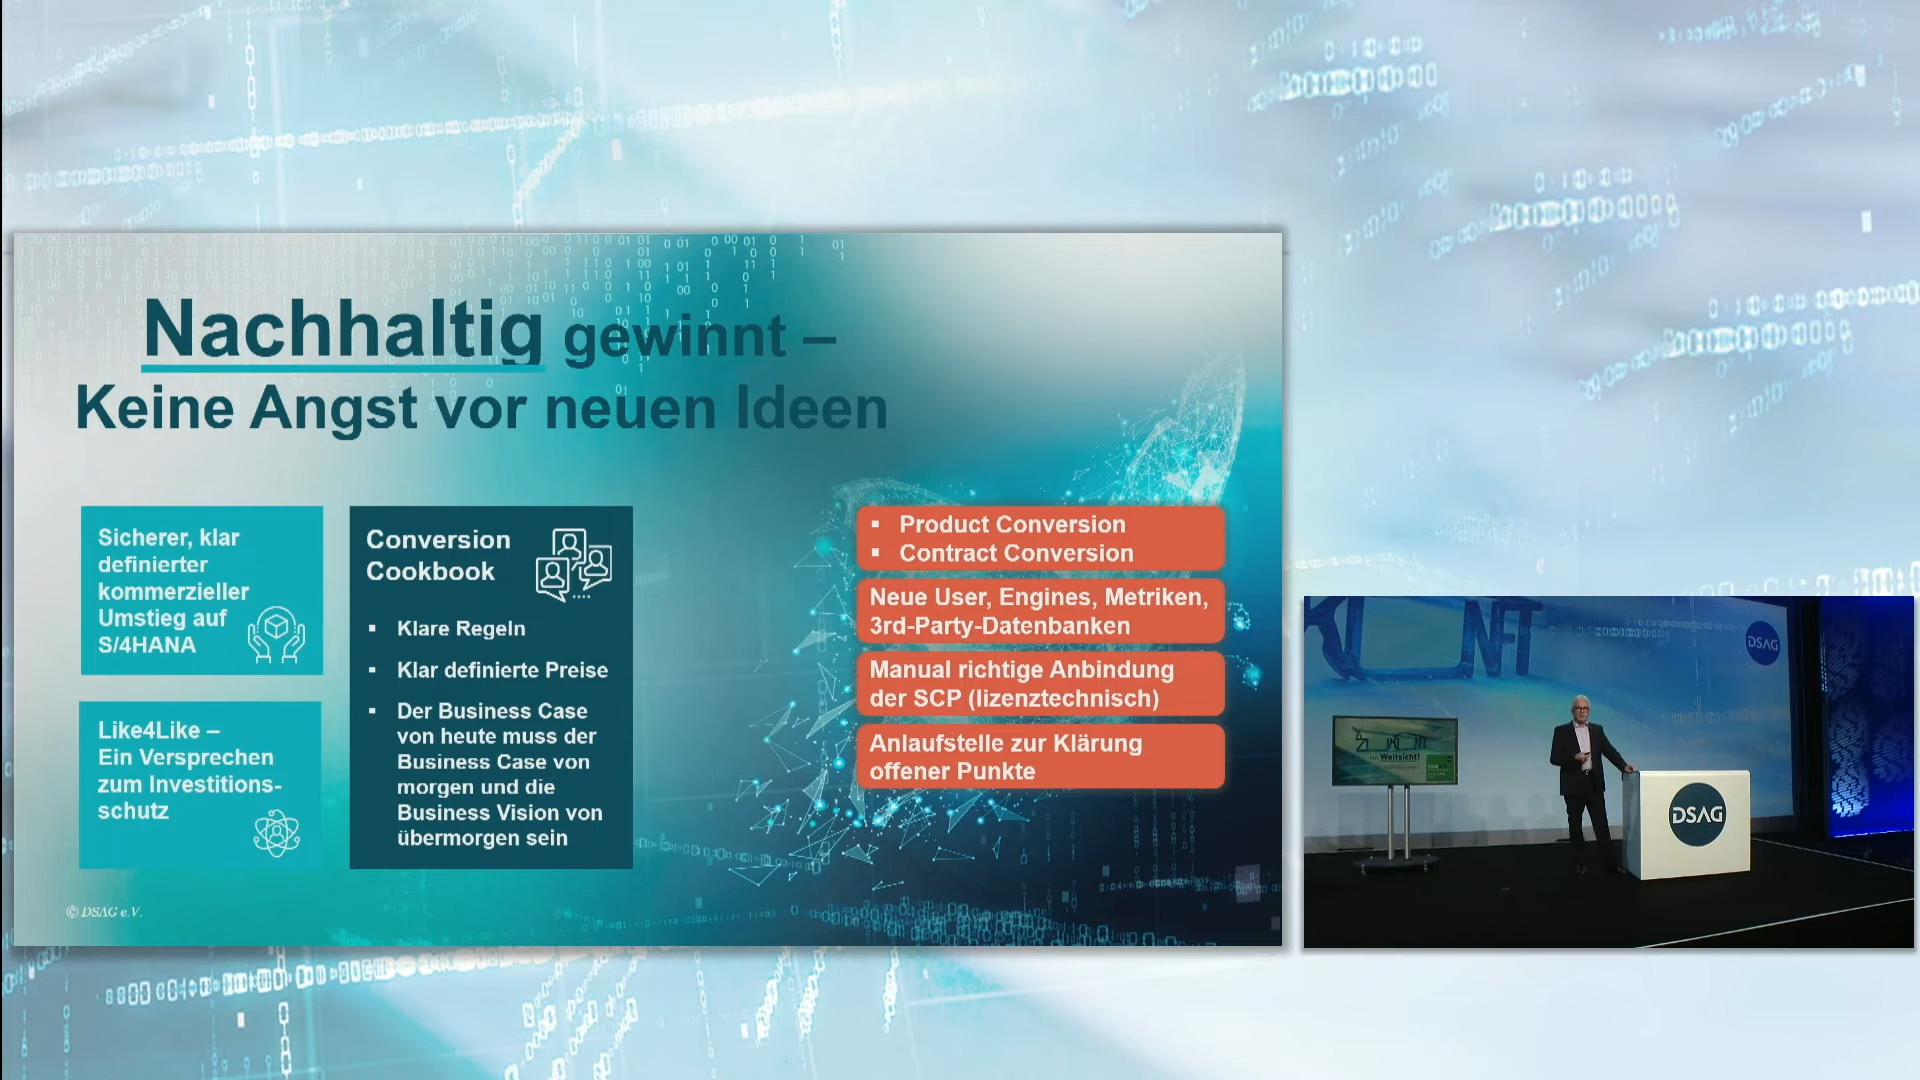 Nachhaltig gewinnt –
Keine Angst vor neuen Ideen
Sicherer, klar
definierter
kommerzieller
Umstieg auf
S/4HANA
Like4Like –
Ein Versprechen
zum Investitions-
schutz
Conversion
Cookbook
▪ Klare Regeln
▪ Klar definierte Preise
▪ Der Business Case
von heute muss der
Business Case von
morgen und die
Business Vision von
übermorgen sein
▪ Product Conversion
▪ Contract Conversion
Neue User, Engines, Metriken,
3rd-Party-Datenbanken
Manual richtige Anbindung
der SCP (lizenztechnisch)
Anlaufstelle zur Klärung
offener Punkte
© DSAG e.V.
DSAG
Weitsicht!
DSAG